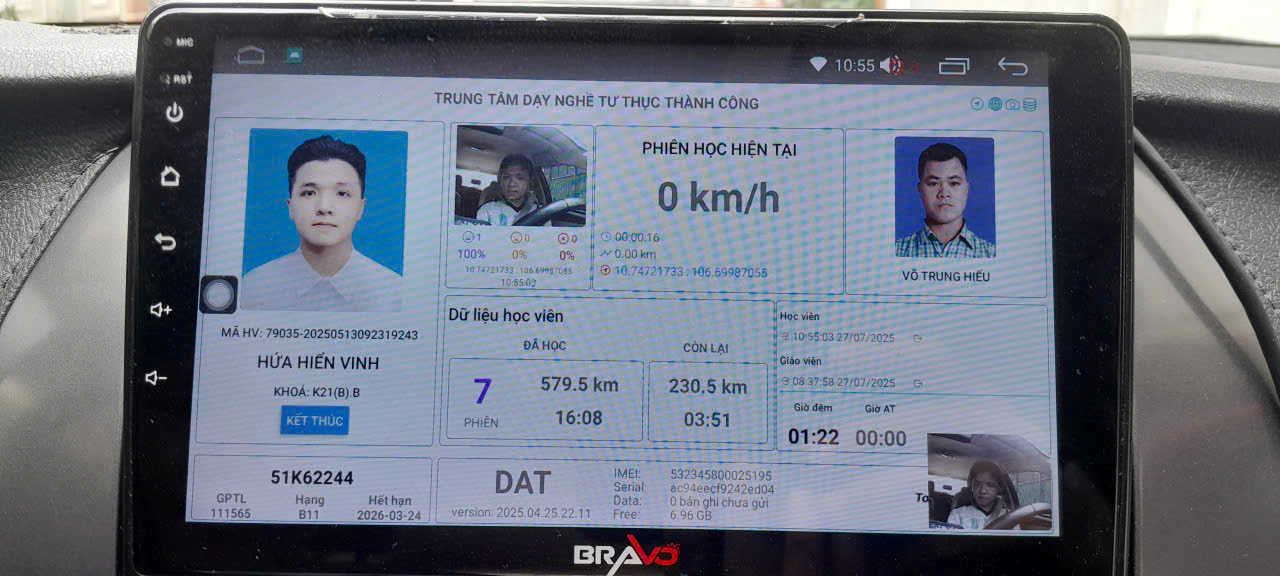 MIC
RST
10:55
TRUNG TÂM DẠY NGHỀ TƯ THỤC THÀNH CÔNG
MÃ HV: 79035-20250513092319243
HỨA HIỂN VINH
KHOÁ: K21(B).B
KẾT THÚC
1 0 0
100% 0% 0%
10.74721733 : 106.69987055
10:55:03
PHIÊN HỌC HIỆN TẠI
0 km/h
00:00:16
0.00 km
10.74721733 : 106.69987055
VÕ TRUNG HIẾU
Dữ liệu học viên
ĐÃ HỌC
7
PHIÊN
579.5 km
16:08
CÒN LẠI
230.5 km
03:51
Học viên
10:55:03 27/07/2025
Giáo viên
08:37:58 27/07/2025
Giờ đêm Giờ AT
01:22 00:00
51K62244
GPTL Hạng Hết hạn
111565 B11 2026-03-24
DAT
version: 2025.04.25.22.11
IMEI: 532345800025195
Serial: ac94eecf9242ed04
Data: 0 bản ghi chưa gửi
Free: 6.96 GB
BRAVO